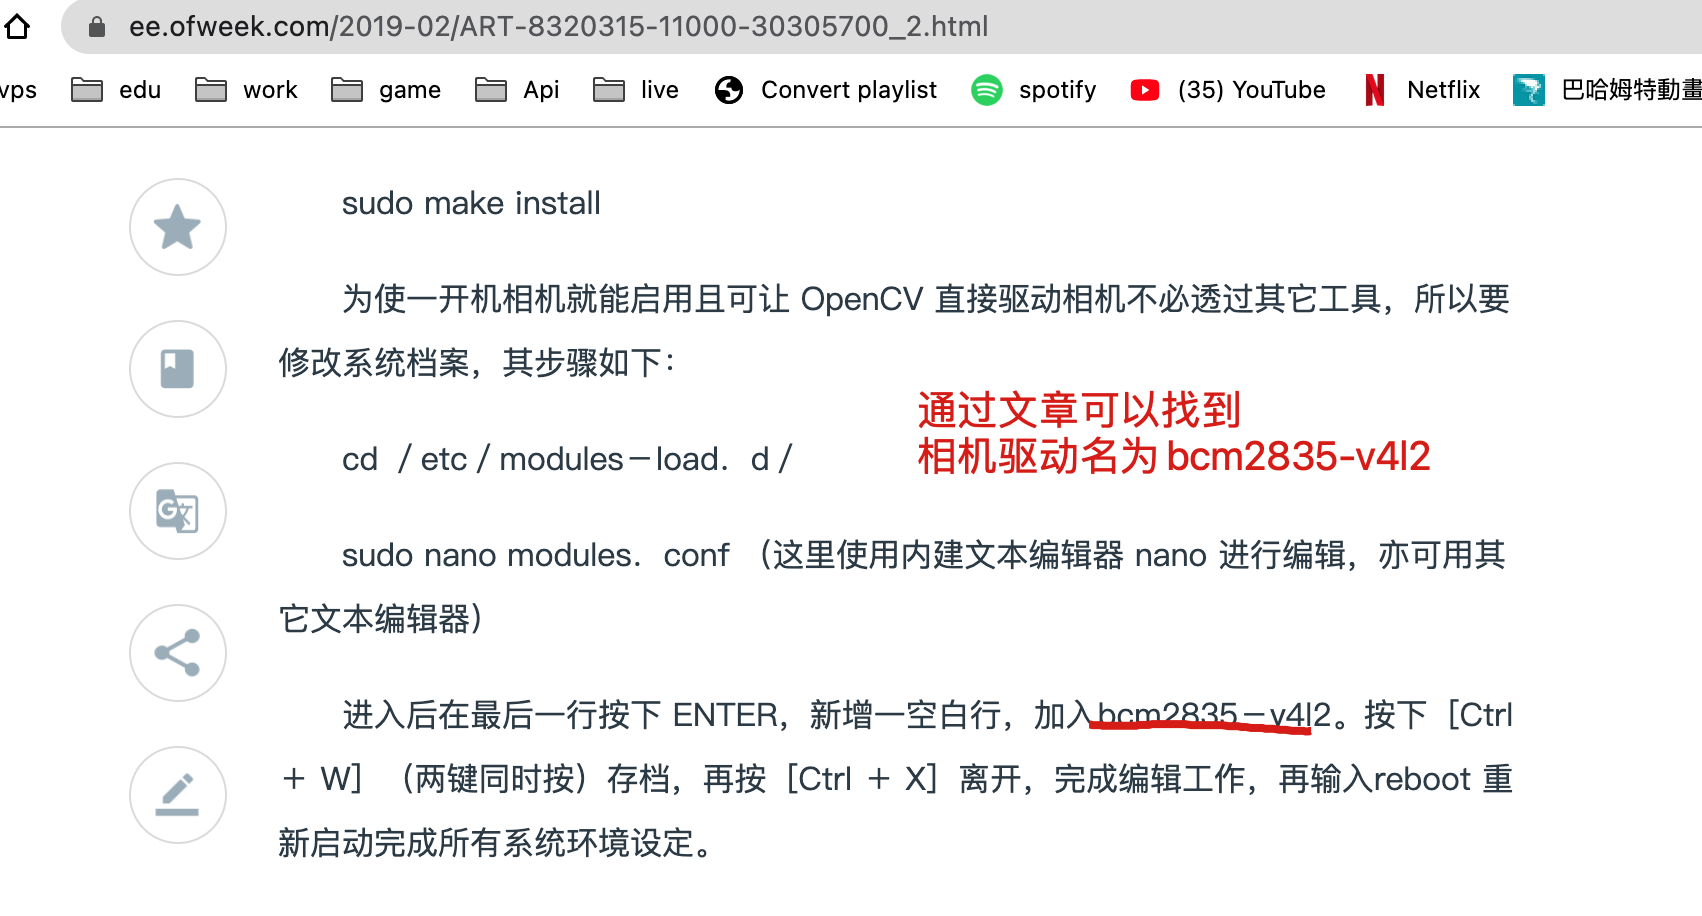 ee.ofweek.com/2019-02/ART-8320315-11000-30305700_2.html
vps edu work game Api live Convert playlist spotify (35) YouTube Netflix 巴哈姆特動畫
sudo make install
为使一开机相机就能启用且可让 OpenCV 直接驱动相机不必透过其它工具，所以要
修改系统档案，其步骤如下：
通过文章可以找到
相机驱动名为bcm2835-v4l2
cd ／etc／modules－load．d／
sudo nano modules．conf （这里使用内建文本编辑器 nano 进行编辑，亦可用其
它文本编辑器）
进入后在最后一行按下 ENTER，新增一空白行，加入bcm2835－v4l2。按下［Ctrl
＋ W］（两键同时按）存档，再按［Ctrl ＋ X］离开，完成编辑工作，再输入reboot 重
新启动完成所有系统环境设定。